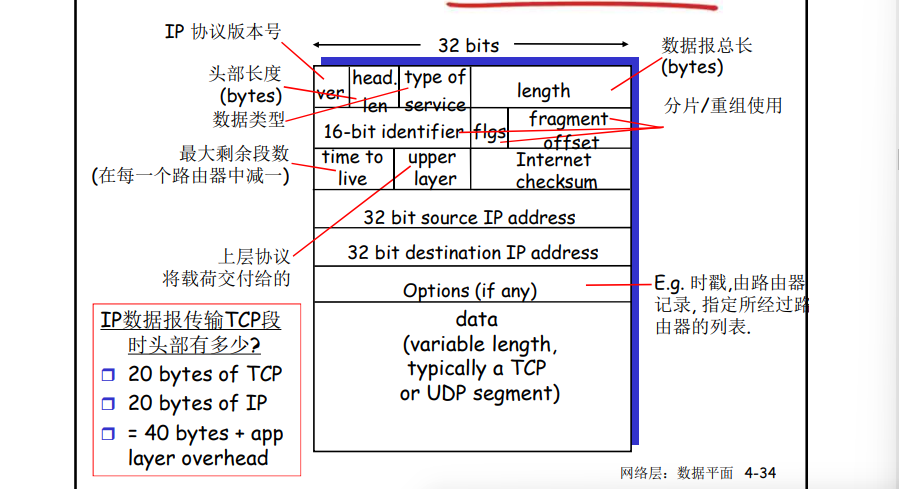 IP 协议版本号
32 bits
数据报总长
(bytes)
头部长度
(bytes)
数据类型
ver
head.
len
type of
service
length
分片/重组使用
16-bit identifier
flgs
fragment
offset
最大剩余段数
(在每一个路由器中减一)
time to
live
upper
layer
Internet
checksum
32 bit source IP address
上层协议
将载荷交付给的
32 bit destination IP address
Options (if any)
E.g. 时戳,由路由器
记录, 指定所经过路
由器的列表.
data
(variable length,
typically a TCP
or UDP segment)
IP数据报传输TCP段
时头部有多少?
20 bytes of TCP
20 bytes of IP
= 40 bytes + app
layer overhead
网络层：数据平面 4-34